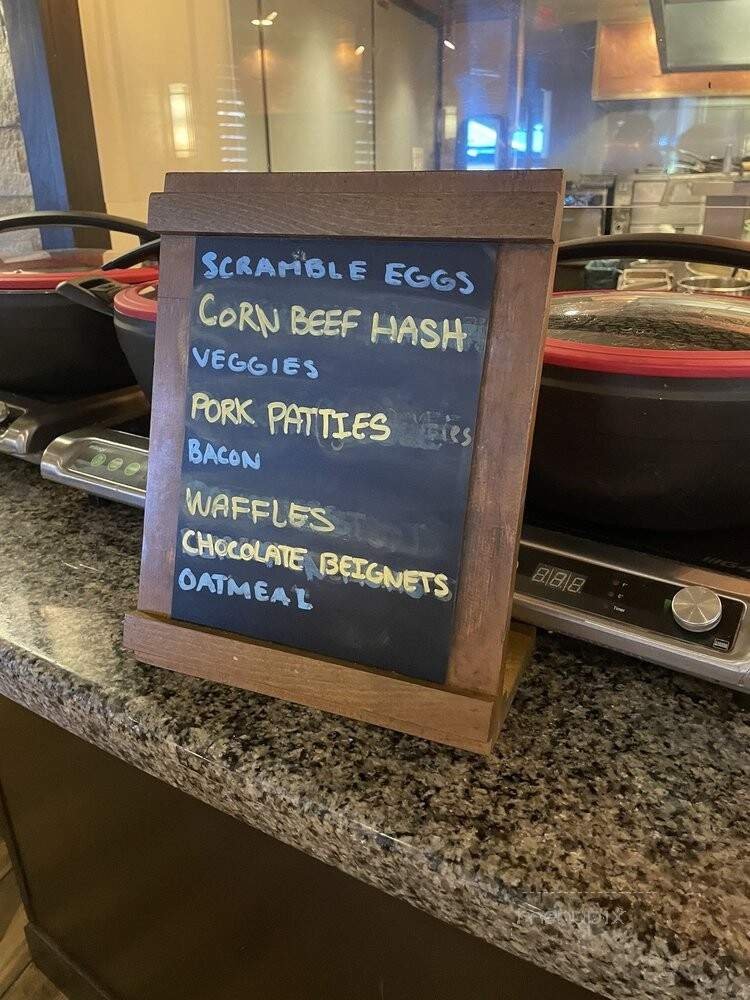 SCRAMBLE EGGS
CORN BEEF HASH
VEGGIES
PORK PATTIES
BACON
WAFFLES
CHOCOLATE BEIGNETS
OATMEAL